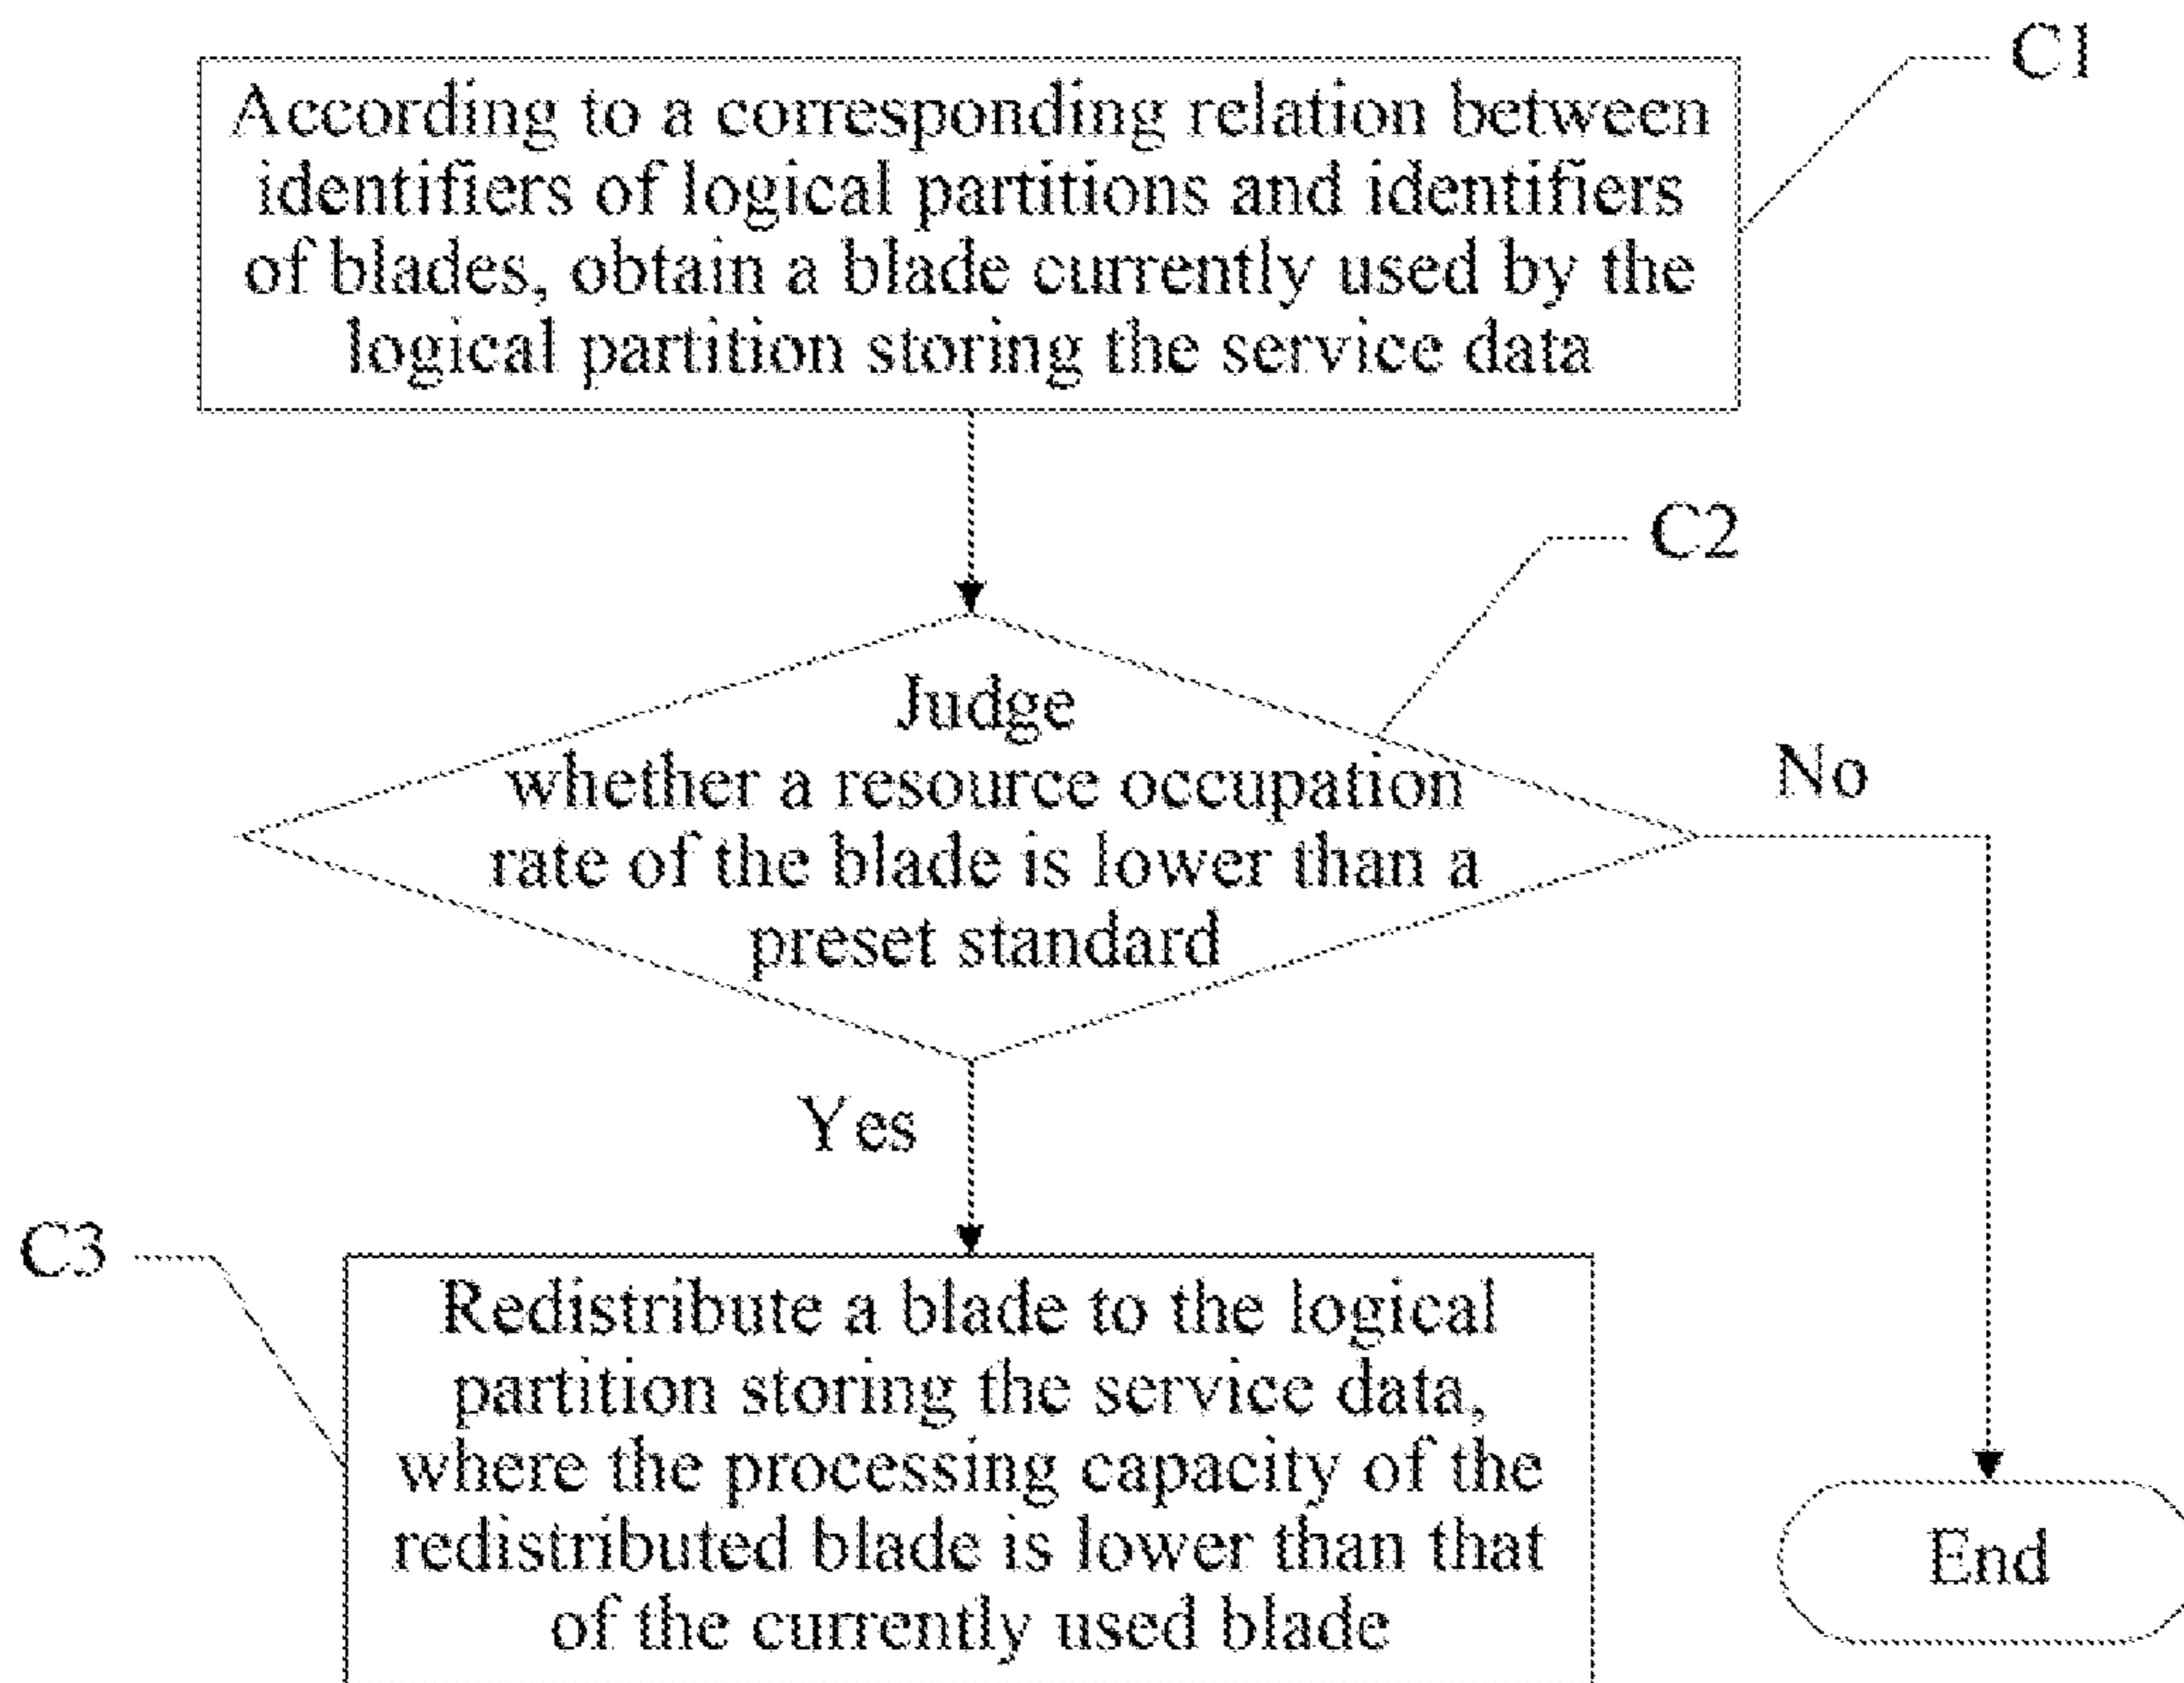 C1
According to a corresponding relation between
identifiers of logical partitions and identifiers
of blades, obtain a blade currently used by the
logical partition storing the service data
C2
Judge
whether a resource occupation
rate of the blade is lower than a
preset standard
No
Yes
C3
Redistribute a blade to the logical
partition storing the service data,
where the processing capacity of the
redistributed blade is lower than that
of the currently used blade
End